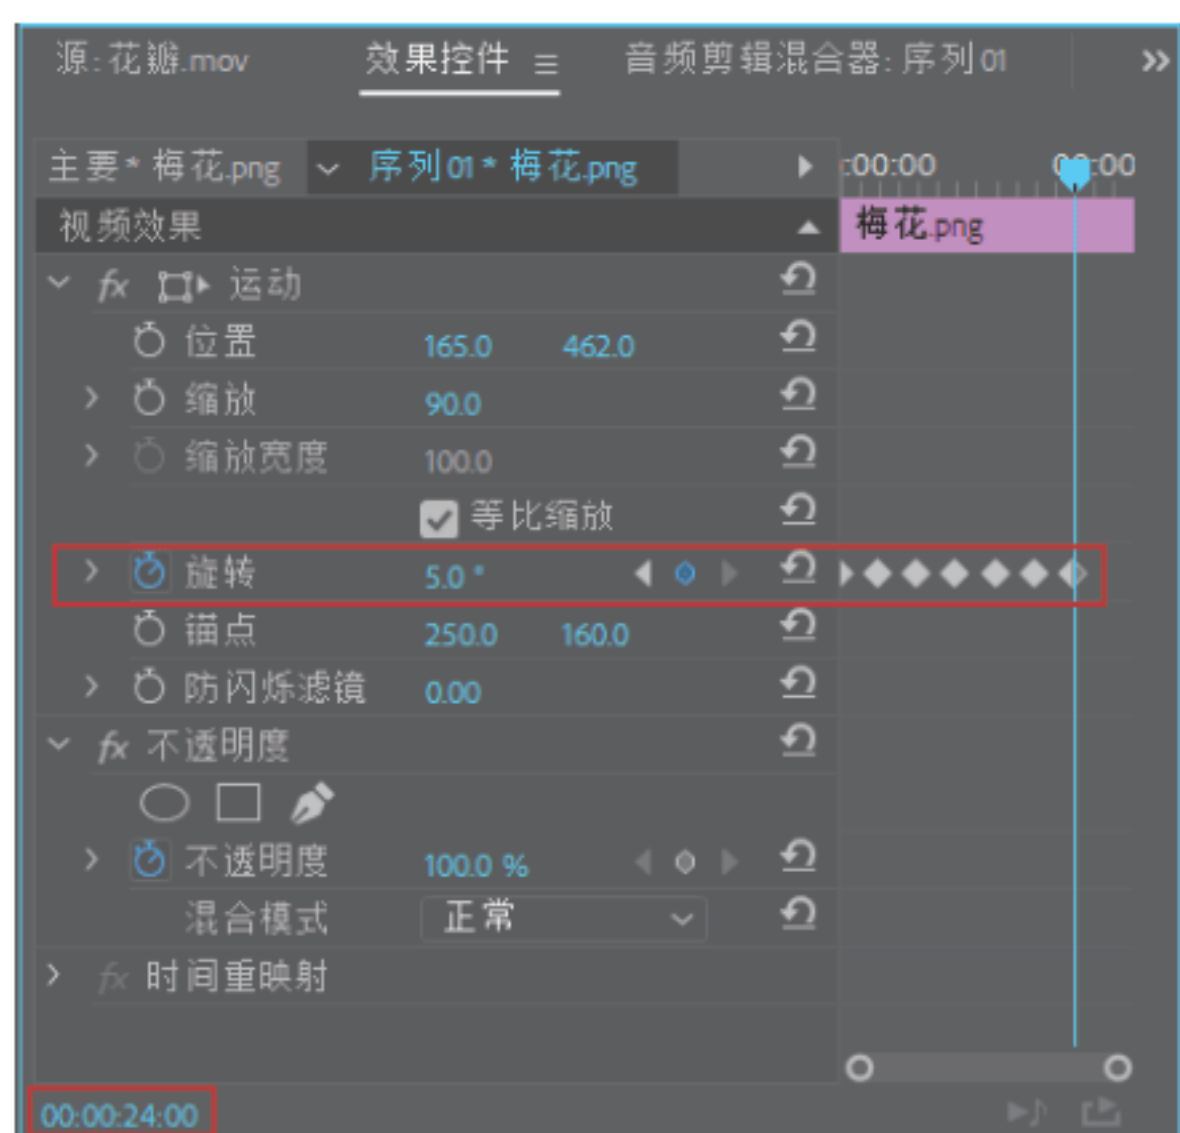 源:花瓣.mov 效果控件 音频剪辑混合器: 序列 01
主要* 梅花.png 序列 01 * 梅花.png :00:00 00:00
视频效果 梅花.png
fx 运动
位置 165.0 462.0
缩放 90.0
缩放宽度 100.0
等比缩放
旋转 5.0 °
锚点 250.0 160.0
防闪烁滤镜 0.00
fx 不透明度
不透明度 100.0 %
混合模式 正常
fx 时间重映射
00:00:24:00